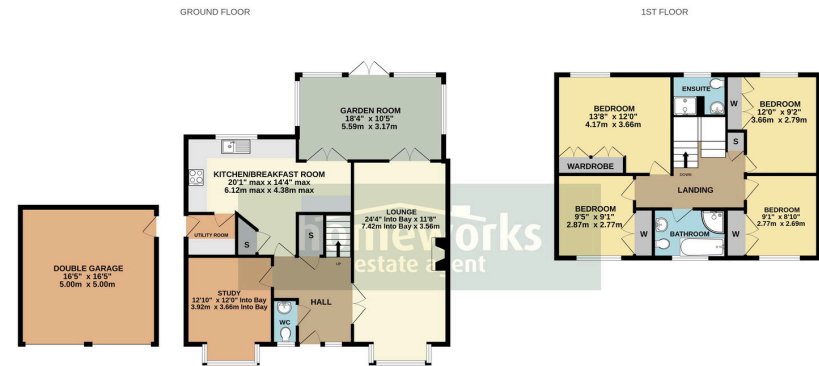 GROUND FLOOR
1ST FLOOR
GARDEN ROOM
18'4" x 10'5"
5.59m x 3.17m
KITCHEN/BREAKFAST ROOM
20'1" max x 14'4" max
6.12m max x 4.38m max
LOUNGE
24'4" Into Bay x 11'8"
7.42m Into Bay x 3.56m
UTILITY ROOM
S
S
UP
DOUBLE GARAGE
16'5" x 16'5"
5.00m x 5.00m
STUDY
12'10" x 12'0" Into Bay
3.92m x 3.66m Into Bay
WC
HALL
homeworks
estate agent
BEDROOM
13'8" x 12'0"
4.17m x 3.66m
ENSUITE
W
BEDROOM
12'0" x 9'2"
3.66m x 2.79m
S
WARDROBE
DOWN
LANDING
BEDROOM
9'5" x 9'1"
2.87m x 2.77m
W
BATHROOM
W
BEDROOM
9'1" x 8'10"
2.77m x 2.69m